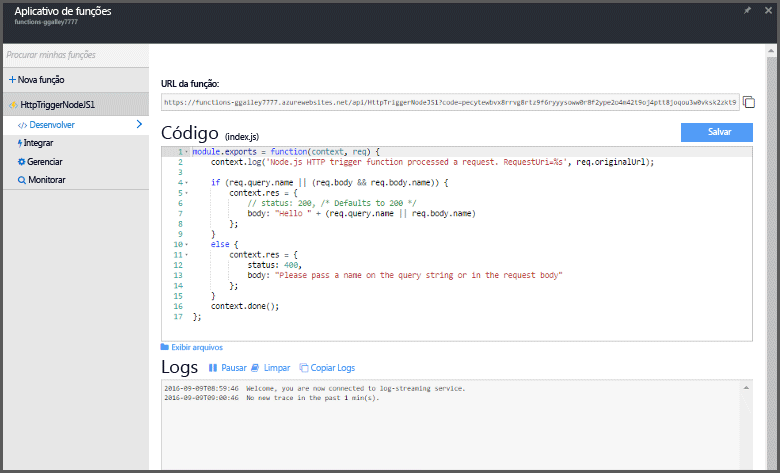 Aplicativo de funções
functions-ggailey7777
Procurar minhas funções
+ Nova função
HttpTriggerNodeJS1
</> Desenvolver
Integrar
Gerenciar
Monitorar
URL da função:
https://functions-ggailey7777.azurewebsites.net/api/HttpTriggerNodeJS1?code=
Código (index.js)
Salvar
1 module.exports = function(context, req) {
2 context.log('Node.js HTTP trigger function processed a request. RequestUri=%s', req.originalUrl);
3
4 if (req.query.name || (req.body && req.body.name)) {
5 context.res = {
6 // status: 200, /* Defaults to 200 */
7 body: "Hello " + (req.query.name || req.body.name)
8 };
9 }
10 else {
11 context.res = {
12 status: 400,
13 body: "Please pass a name on the query string or in the request body"
14 };
15 }
16 context.done();
17 };
Exibir arquivos
Logs Pausar Limpar Copiar Logs
2016-09-09T08:59:46 Welcome, you are now connected to log-streaming service.
2016-09-09T09:00:46 No new trace in the past 1 min(s).